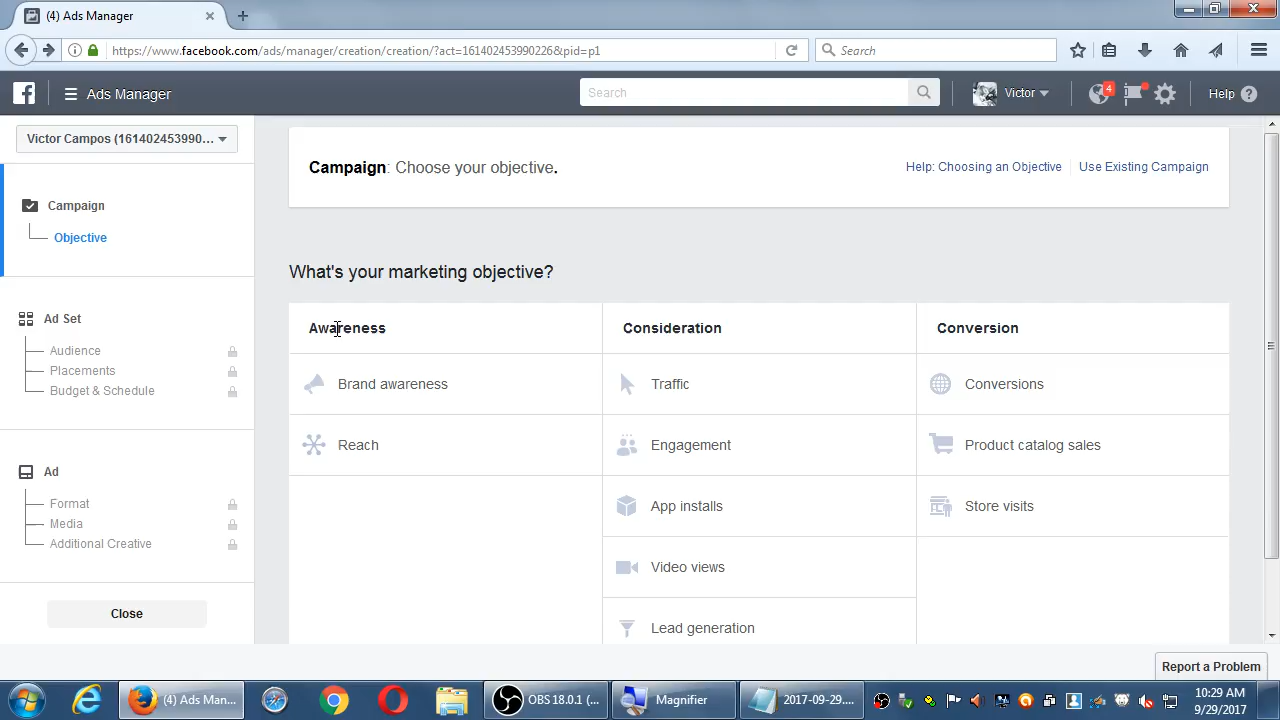 (4) Ads Manager
https://www.facebook.com/ads/manager/creation/creation/?act=161402453990226&pid=p1
Search
Ads Manager
Search
Victor
4
Help
Victor Campos (161402453990...
Campaign
Objective
Ad Set
Audience
Placements
Budget & Schedule
Ad
Format
Media
Additional Creative
Close
Campaign: Choose your objective.
Help: Choosing an Objective
Use Existing Campaign
What's your marketing objective?
Awareness
Consideration
Conversion
Brand awareness
Traffic
Conversions
Reach
Engagement
Product catalog sales
App installs
Store visits
Video views
Lead generation
Report a Problem
(4) Ads Man...
OBS 18.0.1 (...
Magnifier
2017-09-29....
10:29 AM
9/29/2017